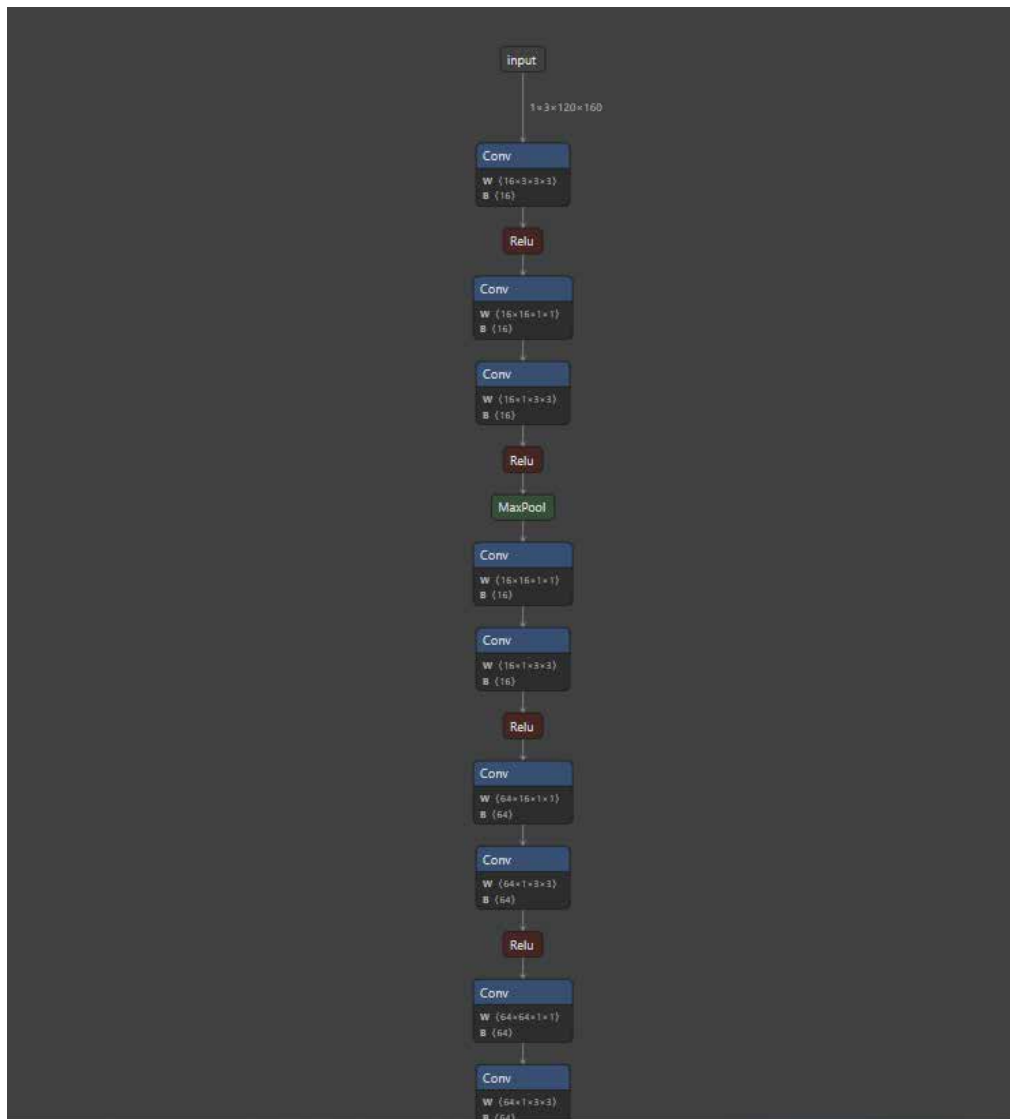 input
1×3×120×160
Conv
W ⟨16×3×3×3⟩
B ⟨16⟩
Relu
Conv
W ⟨16×16×1×1⟩
B ⟨16⟩
Conv
W ⟨16×1×3×3⟩
B ⟨16⟩
Relu
MaxPool
Conv
W ⟨16×16×1×1⟩
B ⟨16⟩
Conv
W ⟨16×1×3×3⟩
B ⟨16⟩
Relu
Conv
W ⟨64×16×1×1⟩
B ⟨64⟩
Conv
W ⟨64×1×3×3⟩
B ⟨64⟩
Relu
Conv
W ⟨64×64×1×1⟩
B ⟨64⟩
Conv
W ⟨64×1×3×3⟩
B ⟨64⟩